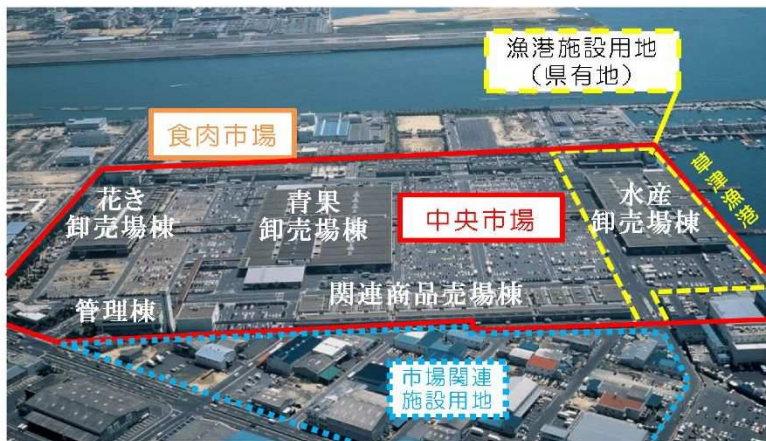 漁港施設用地
（県有地）
食肉市場
草津漁港
花き
卸売場棟
青果
卸売場棟
中央市場
水産
卸売場棟
管理棟
関連商品売場棟
市場関連
施設用地